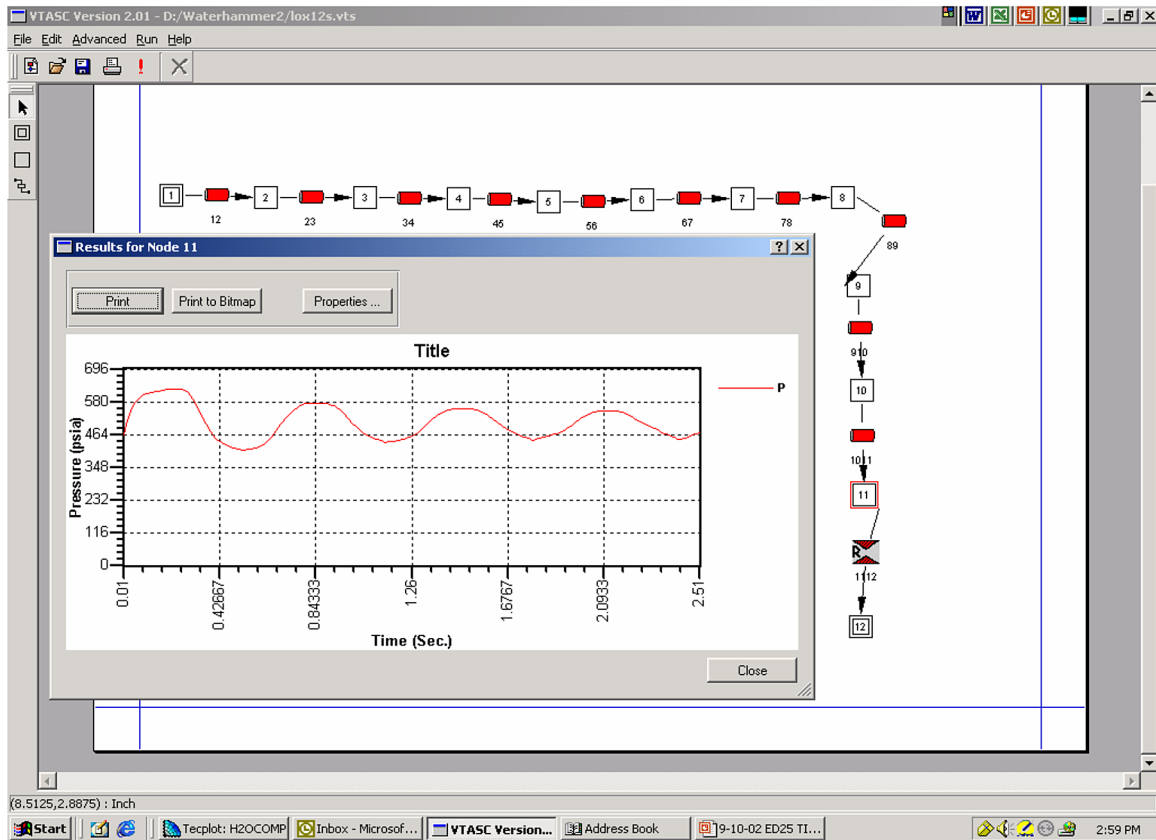 VTASC Version 2.01 - D:/Waterhammer2/lox12s.vts
File Edit Advanced Run Help
1 2 3 4 5 6 7 8
12 23 34 45 56 67 78
89
9
910
10
1011
11
R
1112
12
Results for Node 11
Print Print to Bitmap Properties ...
Title
P
Pressure (psia)
696
580
464
348
232
116
0
0.01 0.42667 0.84333 1.26 1.6767 2.0933 2.51
Time (Sec.)
Close
(8.5125,2.8875) : Inch
Start Tecplot: H2OCOMP Inbox - Microsof... VTASC Version... Address Book 9-10-02 ED25 TI... 2:59 PM